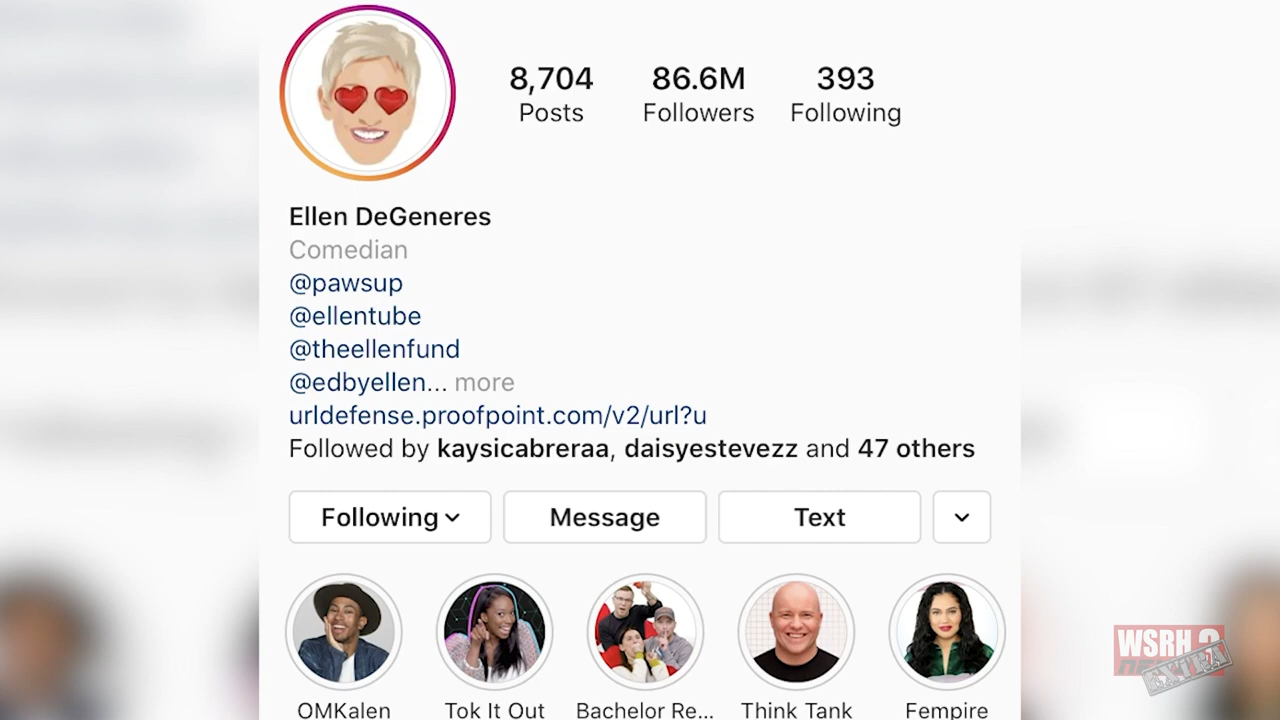 8,704 86.6M 393
Posts Followers Following
Ellen DeGeneres
Comedian
@pawsup
@ellentube
@theellenfund
@edbyellen... more
urldefense.proofpoint.com/v2/url?u
Followed by kaysicabreraa, daisyestevezz and 47 others
Following Message Text
OMKalen Tok It Out Bachelor Re... Think Tank Fempire
WSRH
EXTRA